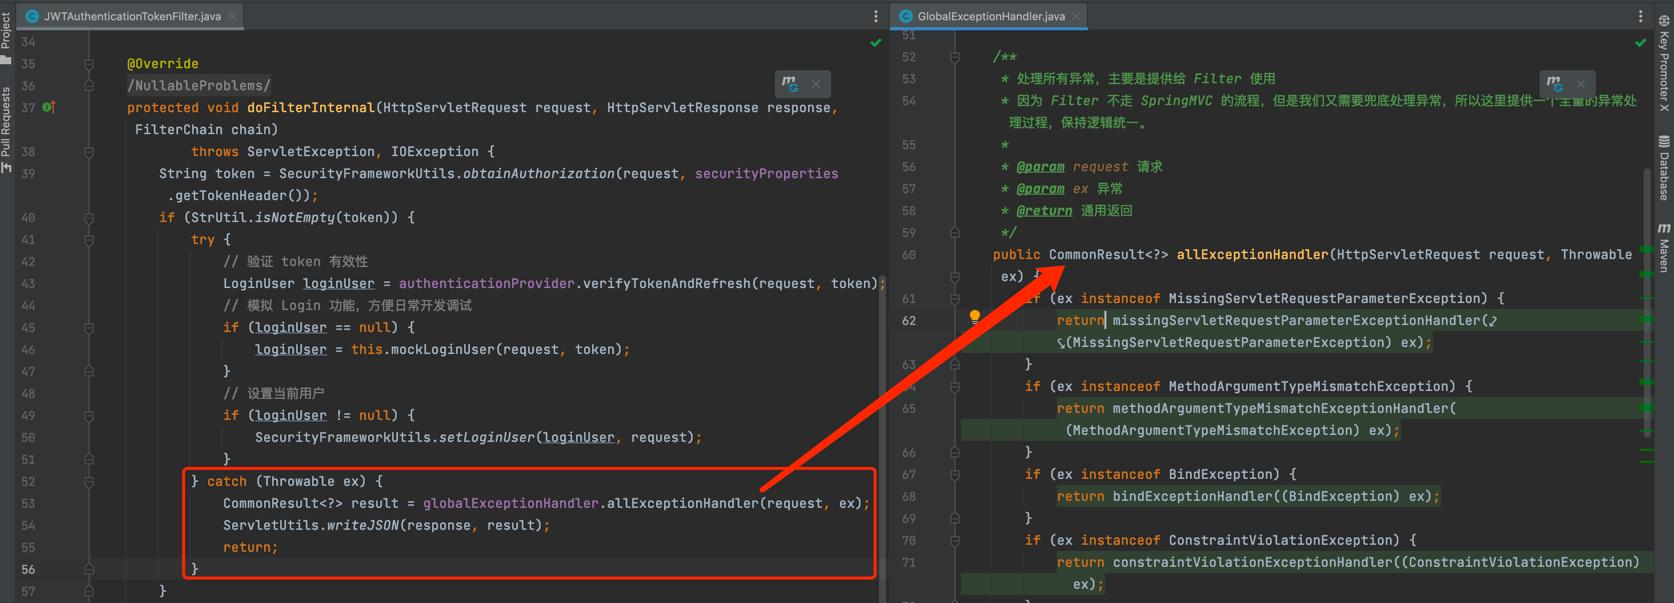 JWTAuthenticationTokenFilter.java
34
35 @Override
36 /NullableProblems/
37 protected void doFilterInternal(HttpServletRequest request, HttpServletResponse response,
FilterChain chain)
38 throws ServletException, IOException {
39 String token = SecurityFrameworkUtils.obtainAuthorization(request, securityProperties
.getTokenHeader());
40 if (StrUtil.isNotEmpty(token)) {
41 try {
42 // 验证 token 有效性
43 LoginUser loginUser = authenticationProvider.verifyTokenAndRefresh(request, token);
44 // 模拟 Login 功能，方便日常开发调试
45 if (loginUser == null) {
46 loginUser = this.mockLoginUser(request, token);
47 }
48 // 设置当前用户
49 if (loginUser != null) {
50 SecurityFrameworkUtils.setLoginUser(loginUser, request);
51 }
52 } catch (Throwable ex) {
53 CommonResult<?> result = globalExceptionHandler.allExceptionHandler(request, ex);
54 ServletUtils.writeJSON(response, result);
55 return;
56 }
57 }
GlobalExceptionHandler.java
51
52 /**
53 * 处理所有异常，主要是提供给 Filter 使用
54 * 因为 Filter 不走 SpringMVC 的流程，但是我们又需要兜底处理异常，所以这里提供一个全量的异常处
理过程，保持逻辑统一。
55 *
56 * @param request 请求
57 * @param ex 异常
58 * @return 通用返回
59 */
60 public CommonResult<?> allExceptionHandler(HttpServletRequest request, Throwable
ex) {
61 if (ex instanceof MissingServletRequestParameterException) {
62 return missingServletRequestParameterExceptionHandler(
(MissingServletRequestParameterException) ex);
63 }
64 if (ex instanceof MethodArgumentTypeMismatchException) {
65 return methodArgumentTypeMismatchExceptionHandler(
(MethodArgumentTypeMismatchException) ex);
66 }
67 if (ex instanceof BindException) {
68 return bindExceptionHandler((BindException) ex);
69 }
70 if (ex instanceof ConstraintViolationException) {
71 return constraintViolationExceptionHandler((ConstraintViolationException)
ex);
Project
Pull Requests
Key Promoter X
Database
Maven